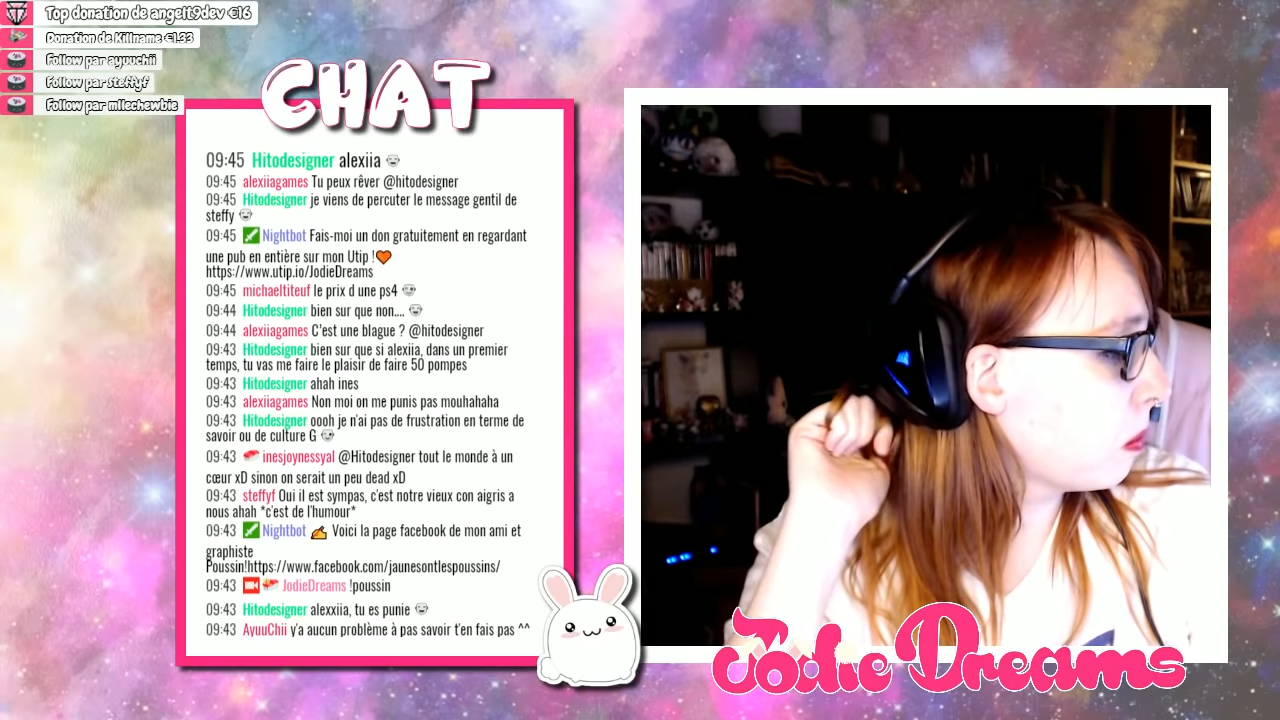 Top donation de angelt9dev €16
Donation de Killname €1.33
Follow par ayuuchii
Follow par steffyf
Follow par mllechewbie
CHAT
09:45 Hitodesigner alexiia
09:45 alexiiagames Tu peux rêver @hitodesigner
09:45 Hitodesigner je viens de percuter le message gentil de
steffy
09:45 Nightbot Fais-moi un don gratuitement en regardant
une pub en entière sur mon Utip !🧡
https://www.utip.io/JodieDreams
09:45 michaeltiteuf le prix d une ps4
09:44 Hitodesigner bien sur que non....
09:44 alexiiagames C'est une blague ? @hitodesigner
09:43 Hitodesigner bien sur que si alexiia, dans un premier
temps, tu vas me faire le plaisir de faire 50 pompes
09:43 Hitodesigner ahah ines
09:43 alexiiagames Non moi on me punis pas mouhahaha
09:43 Hitodesigner oooh je n'ai pas de frustration en terme de
savoir ou de culture G
09:43 inesjoynessyal @Hitodesigner tout le monde à un
cœur xD sinon on serait un peu dead xD
09:43 steffyf Oui il est sympas, c'est notre vieux con aigris a
nous ahah *c'est de l'humour*
09:43 Nightbot ✍ Voici la page facebook de mon ami et
graphiste
Poussin!https://www.facebook.com/jaunesontlespoussins/
09:43 JodieDreams !poussin
09:43 Hitodesigner alexxiia, tu es punie
09:43 AyuuChii y'a aucun problème à pas savoir t'en fais pas ^^
Jodie Dreams